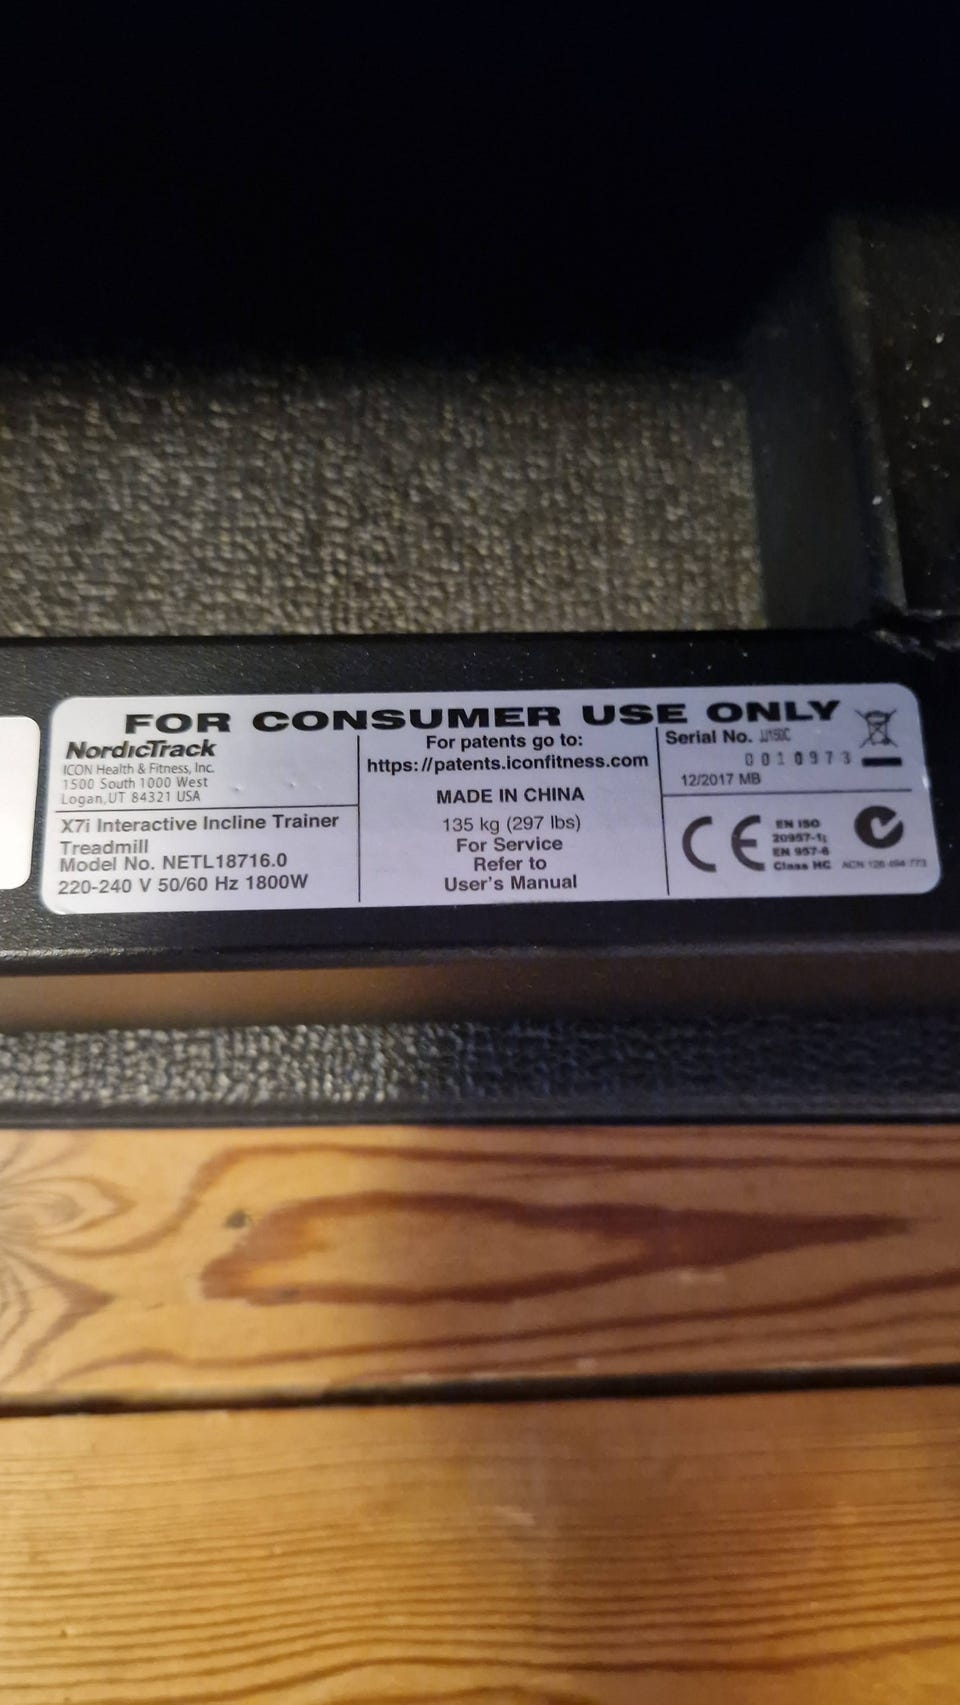 FOR CONSUMER USE ONLY
NordicTrack
ICON Health & Fitness, Inc.
1500 South 1000 West
Logan, UT 84321 USA
X7i Interactive Incline Trainer
Treadmill
Model No. NETL18716.0
220-240 V 50/60 Hz 1800W
For patents go to:
https://patents.iconfitness.com
MADE IN CHINA
135 kg (297 lbs)
For Service
Refer to
User's Manual
Serial No.
0010973
12/2017 MB
CE
EN ISO
20957-1;
EN 957-6
Class HC